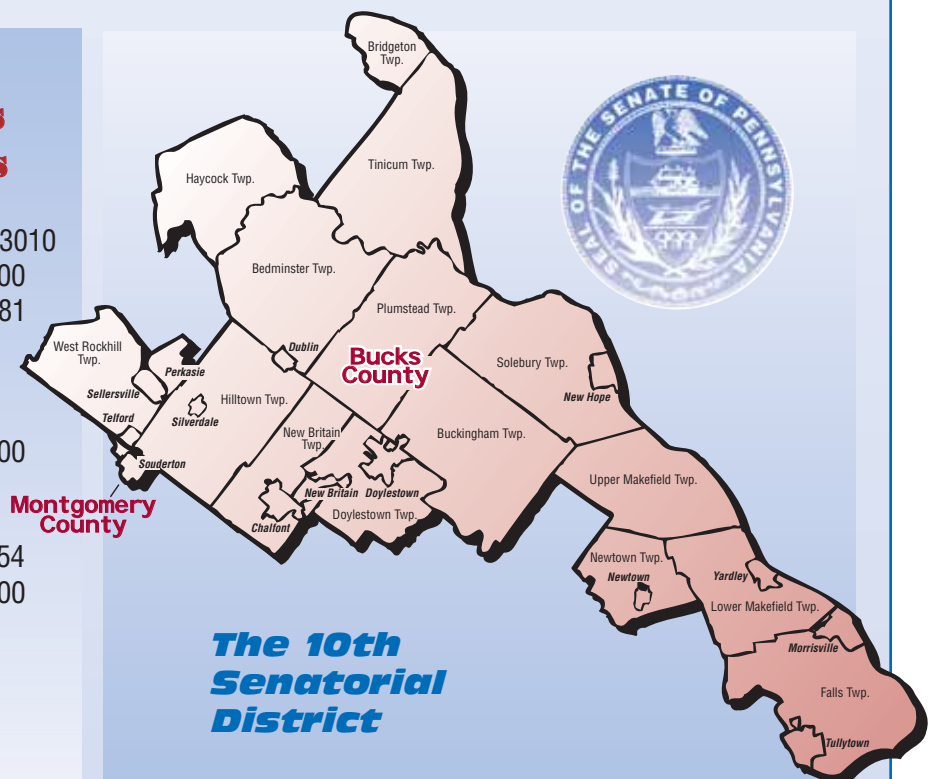 s
s
3010
00
81
00
54
00
Bridgeton
Twp.
SEAL OF THE SENATE OF PENNSYLVANIA
Tinicum Twp.
Haycock Twp.
Bedminster Twp.
Plumstead Twp.
West Rockhill
Twp.
Dublin
Perkasie
Bucks
County
Solebury Twp.
Sellersville
Hilltown Twp.
New Hope
Telford
Silverdale
New Britain
Twp.
Buckingham Twp.
Souderton
Upper Makefield Twp.
Montgomery
County
New Britain
Doylestown
Chalfont
Doylestown Twp.
Newtown Twp.
Newtown
Yardley
Lower Makefield Twp.
Morrisville
Falls Twp.
Tullytown
The 10th
Senatorial
District